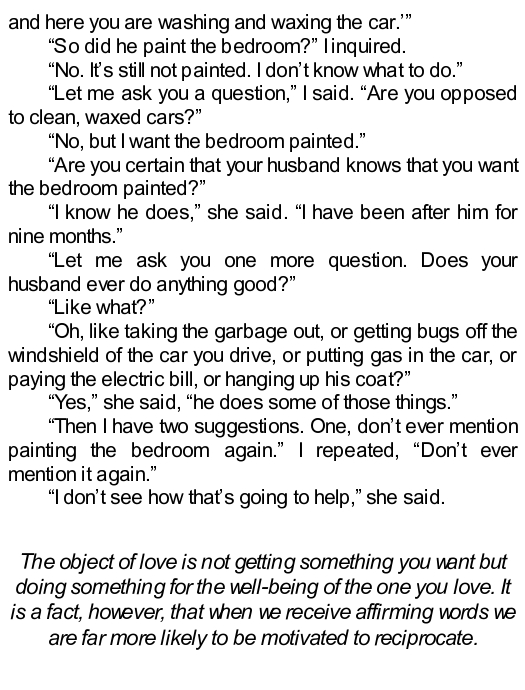 and here you are washing and waxing the car.’”
“So did he paint the bedroom?” I inquired.
“No. It’s still not painted. I don’t know what to do.”
“Let me ask you a question,” I said. “Are you opposed
to clean, waxed cars?”
“No, but I want the bedroom painted.”
“Are you certain that your husband knows that you want
the bedroom painted?”
“I know he does,” she said. “I have been after him for
nine months.”
“Let me ask you one more question. Does your
husband ever do anything good?”
“Like what?”
“Oh, like taking the garbage out, or getting bugs off the
windshield of the car you drive, or putting gas in the car, or
paying the electric bill, or hanging up his coat?”
“Yes,” she said, “he does some of those things.”
“Then I have two suggestions. One, don’t ever mention
painting the bedroom again.” I repeated, “Don’t ever
mention it again.”
“I don’t see how that’s going to help,” she said.
The object of love is not getting something you want but
doing something for the well-being of the one you love. It
is a fact, however, that when we receive affirming words we
are far more likely to be motivated to reciprocate.